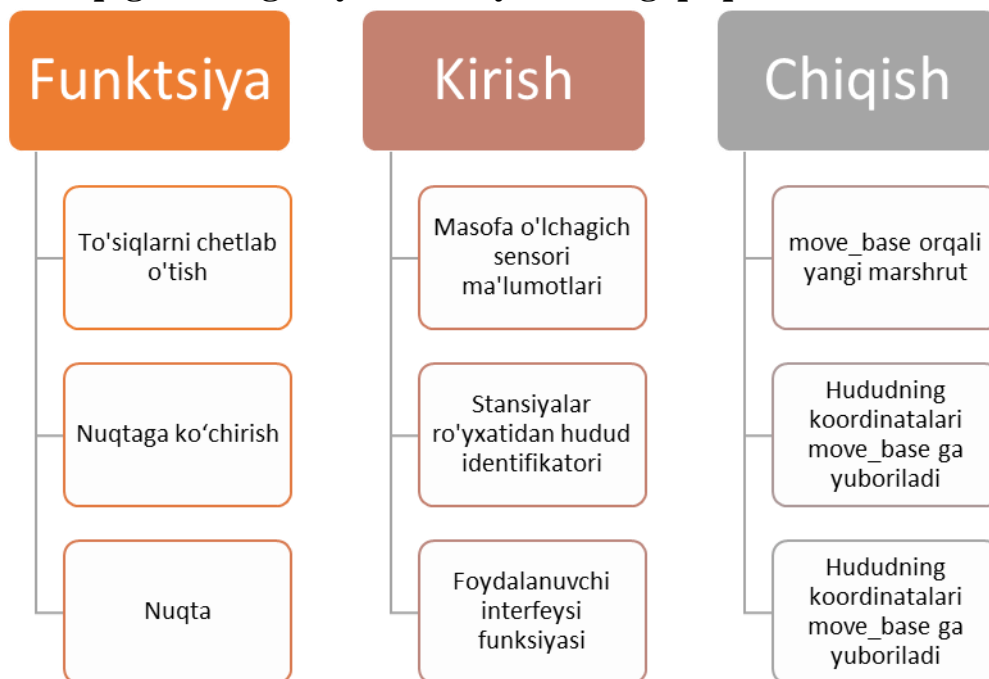 Funktsiya
To'siqlarni chetlab
o'tish
Nuqtaga ko‘chirish
Nuqta
Kirish
Masofa o'lchagich
sensori
ma'lumotlari
Stansiyalar
ro'yxatidan hudud
identifikatori
Foydalanuvchi
interfeysi
funksiyasi
Chiqish
move_base orqali
yangi marshrut
Hududning
koordinatalari
move_base ga
yuboriladi
Hududning
koordinatalari
move_base ga
yuboriladi